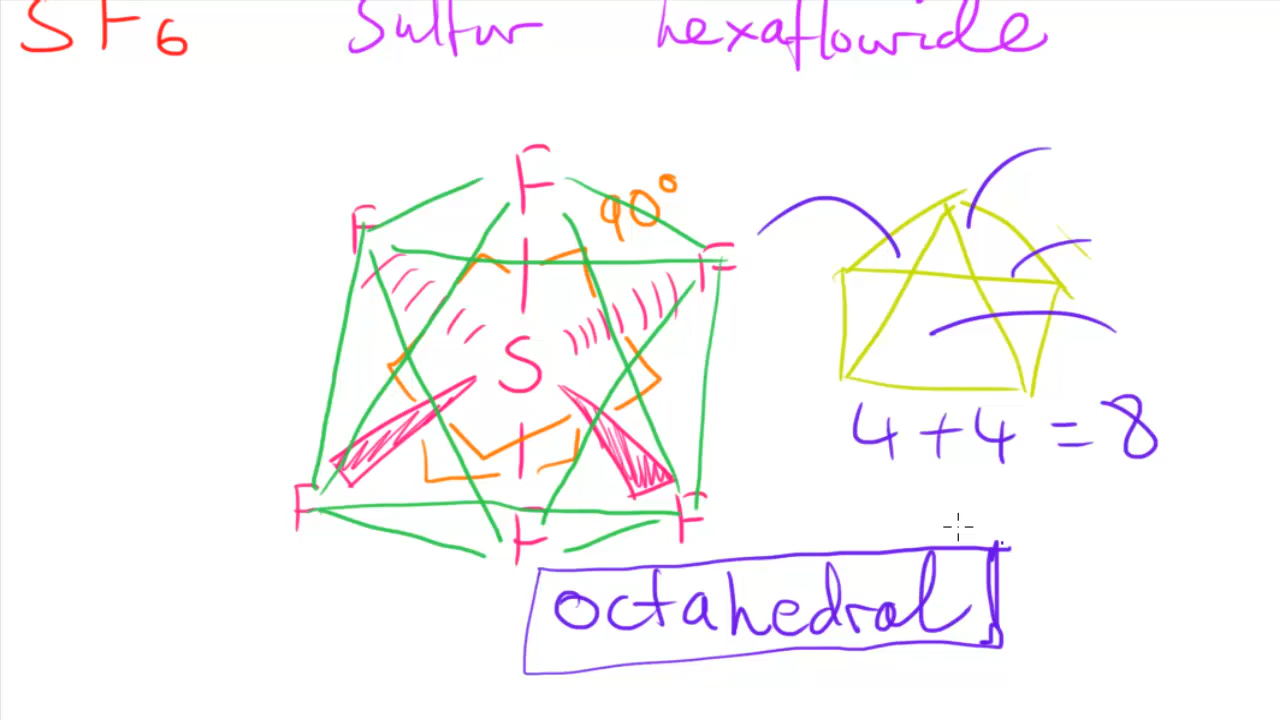 SF6 Sulfur hexaflouride
F
90°
F F
S
F F
F
4 + 4 = 8
octahedral